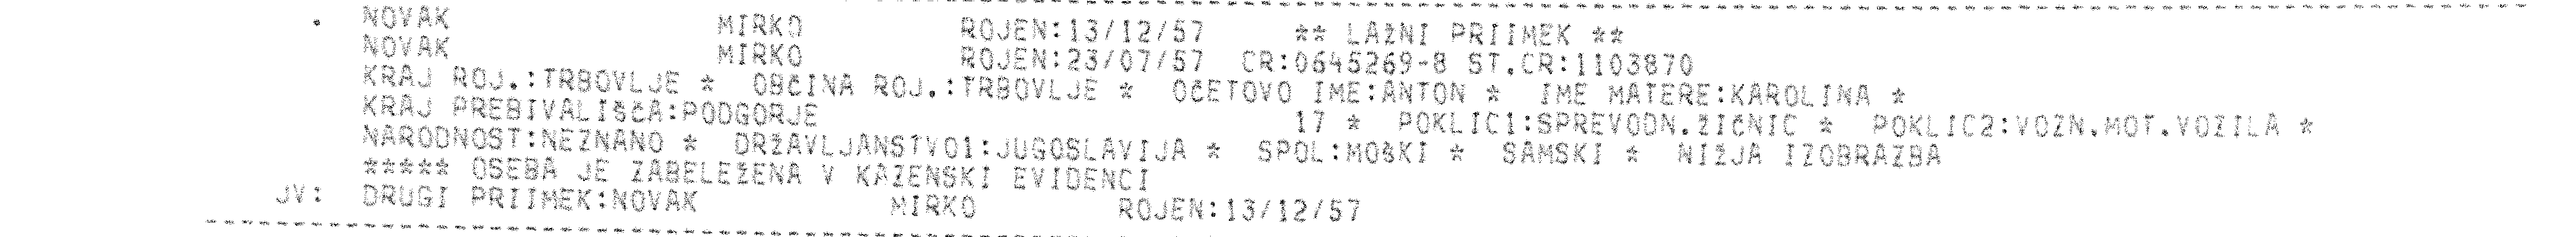 . NOVAK MIRKO ROJEN:13/12/57 ** LAŽNI PRIIMEK **
NOVAK MIRKO ROJEN:23/07/57 CR:0645269-8 ST.CR:1103870
KRAJ ROJ.:TRBOVLJE * OBČINA ROJ.:TRBOVLJE * OČETOVO IME:ANTON * IME MATERE:KAROLINA *
KRAJ PREBIVALIŠČA:PODGORJE 17 * POKLIC1:SPREVODN.ŽIČNIC * POKLIC2:VOZN.MOT.VOZILA *
NARODNOST:NEZNANO * DRŽAVLJANSTVO1:JUGOSLAVIJA * SPOL:MOŠKI * SAMSKI * NIŽJA IZOBRAZBA
***** OSEBA JE ZABELEŽENA V KAZENSKI EVIDENCI
JV: DRUGI PRIIMEK:NOVAK MIRKO ROJEN:13/12/57